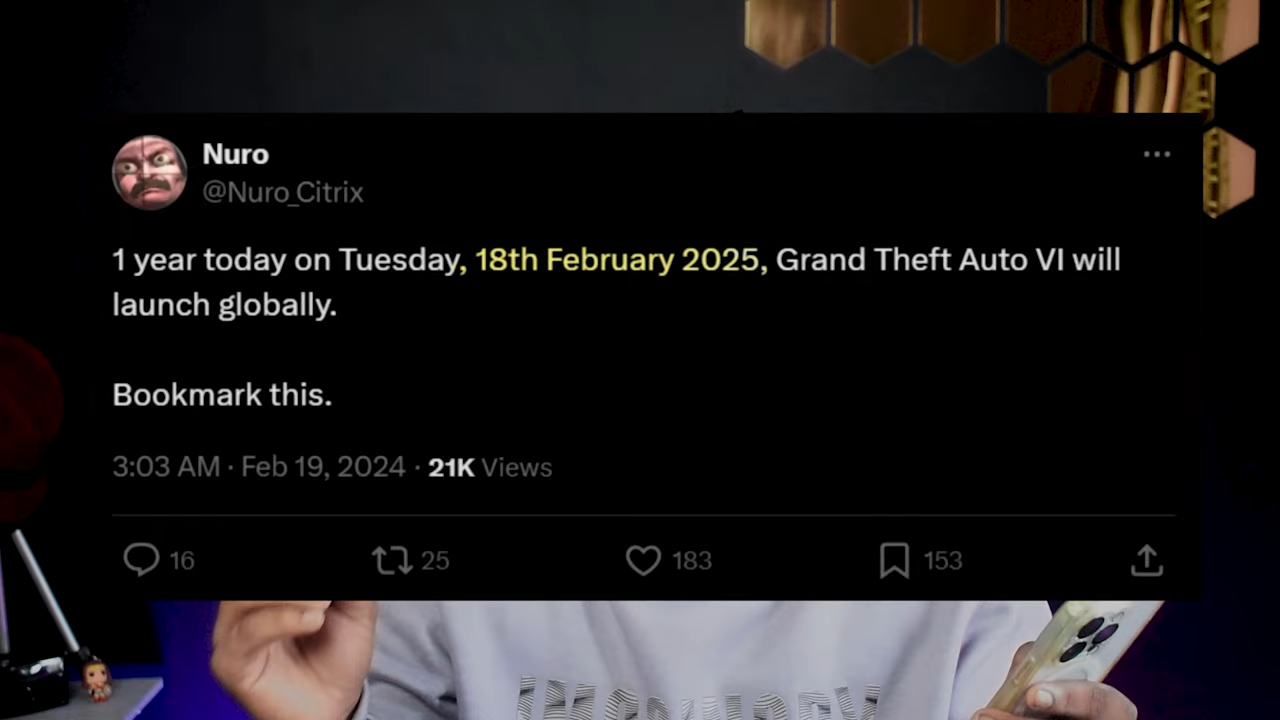 Nuro
@Nuro_Citrix
1 year today on Tuesday, 18th February 2025, Grand Theft Auto VI will
launch globally.
Bookmark this.
3:03 AM · Feb 19, 2024 · 21K Views
16 25 183 153